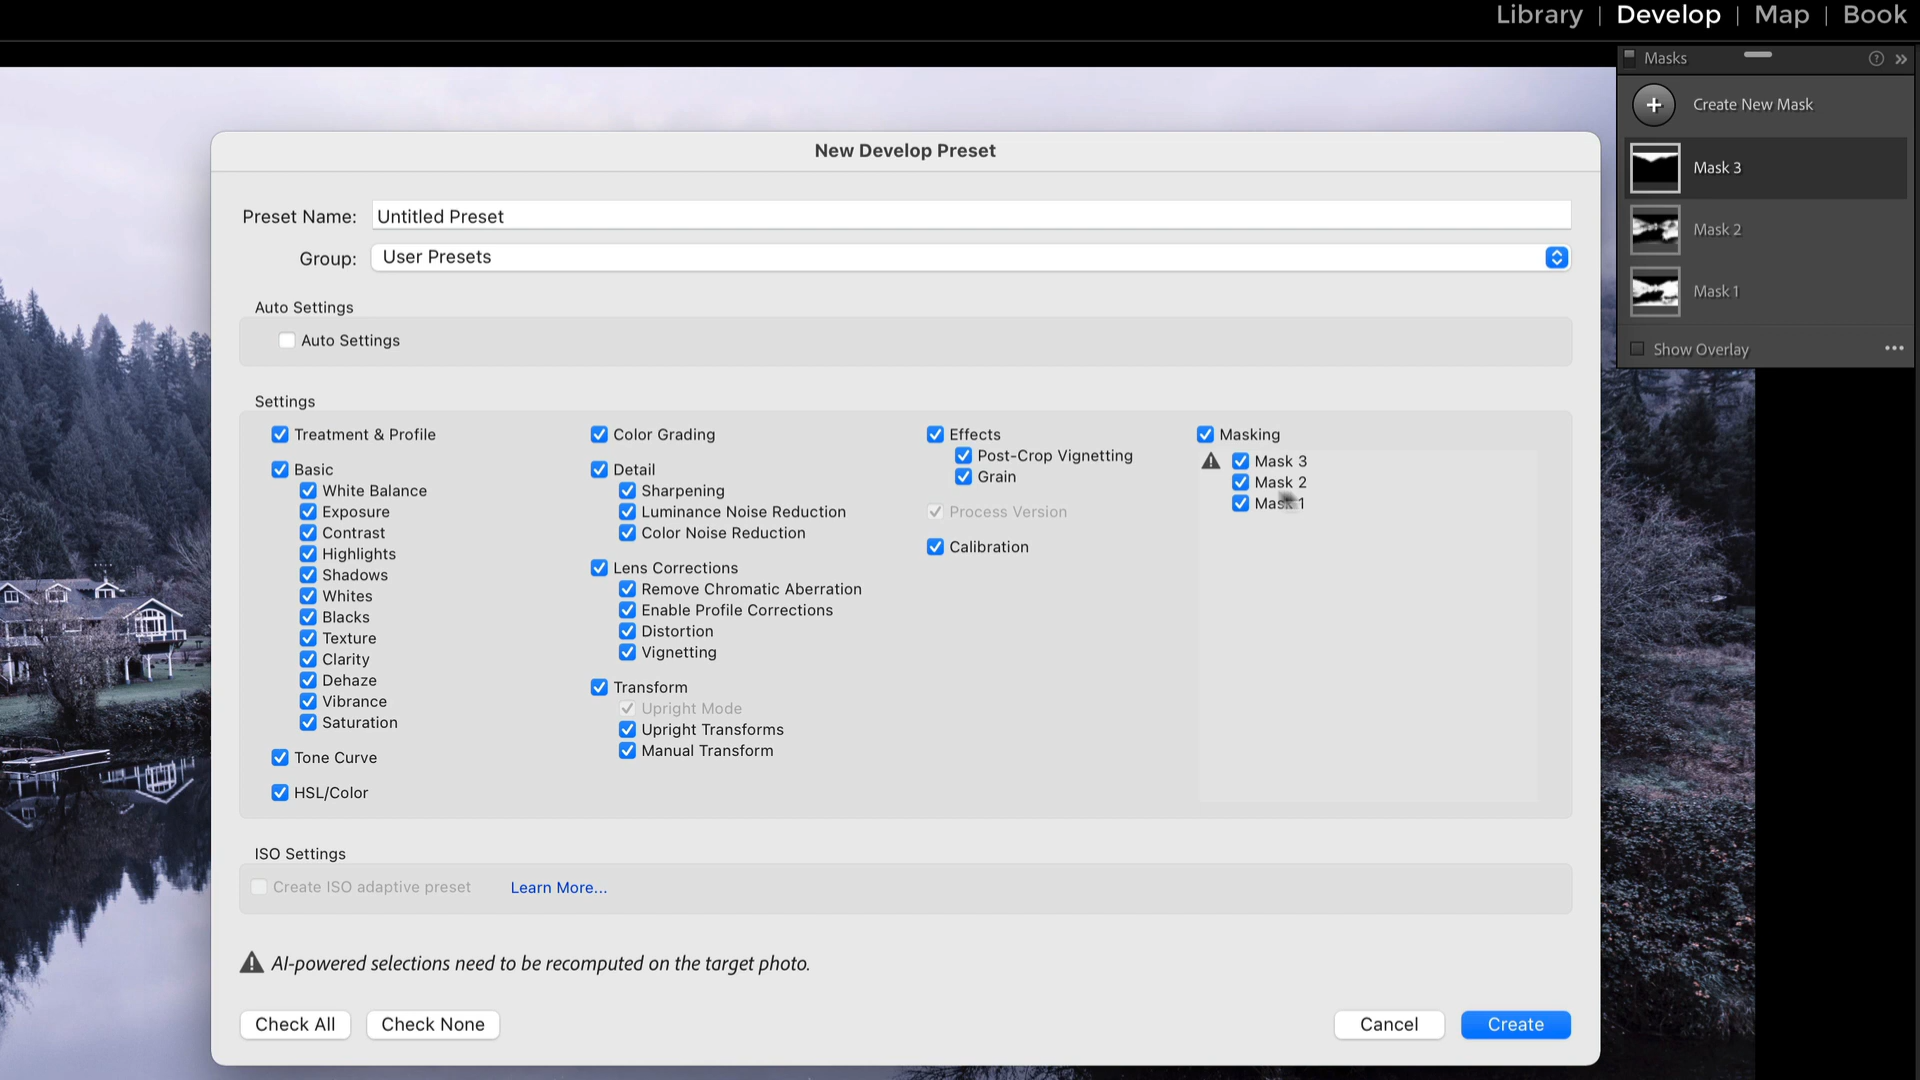 Library | Develop | Map | Book
Masks
Create New Mask
Mask 3
Mask 2
Mask 1
Show Overlay
New Develop Preset
Preset Name: Untitled Preset
Group: User Presets
Auto Settings
Auto Settings
Settings
Treatment & Profile
Basic
White Balance
Exposure
Contrast
Highlights
Shadows
Whites
Blacks
Texture
Clarity
Dehaze
Vibrance
Saturation
Tone Curve
HSL/Color
Color Grading
Detail
Sharpening
Luminance Noise Reduction
Color Noise Reduction
Lens Corrections
Remove Chromatic Aberration
Enable Profile Corrections
Distortion
Vignetting
Transform
Upright Mode
Upright Transforms
Manual Transform
Effects
Post-Crop Vignetting
Grain
Process Version
Calibration
Masking
Mask 3
Mask 2
Mask 1
ISO Settings
Create ISO adaptive preset Learn More...
AI-powered selections need to be recomputed on the target photo.
Check All Check None Cancel Create